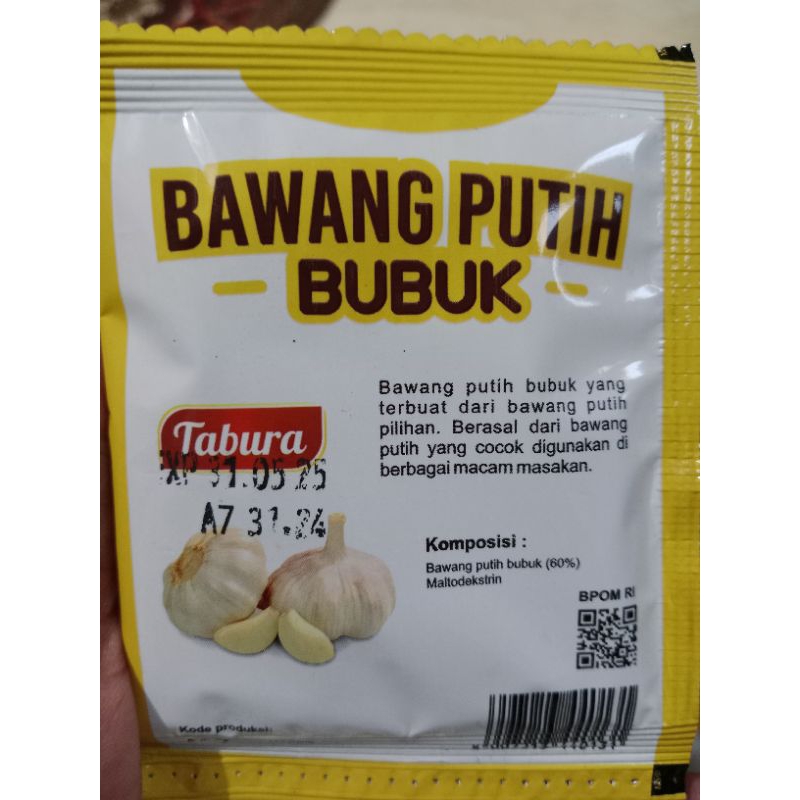 BAWANG PUTIH
BUBUK
Bawang putih bubuk yang
terbuat dari bawang putih
pilihan. Berasal dari bawang
putih yang cocok digunakan di
berbagai macam masakan.
Tabura
EXP 31.05.25
A7 31.24
Komposisi :
Bawang putih bubuk (60%)
Maltodekstrin
BPOM RI
Kode produksi: